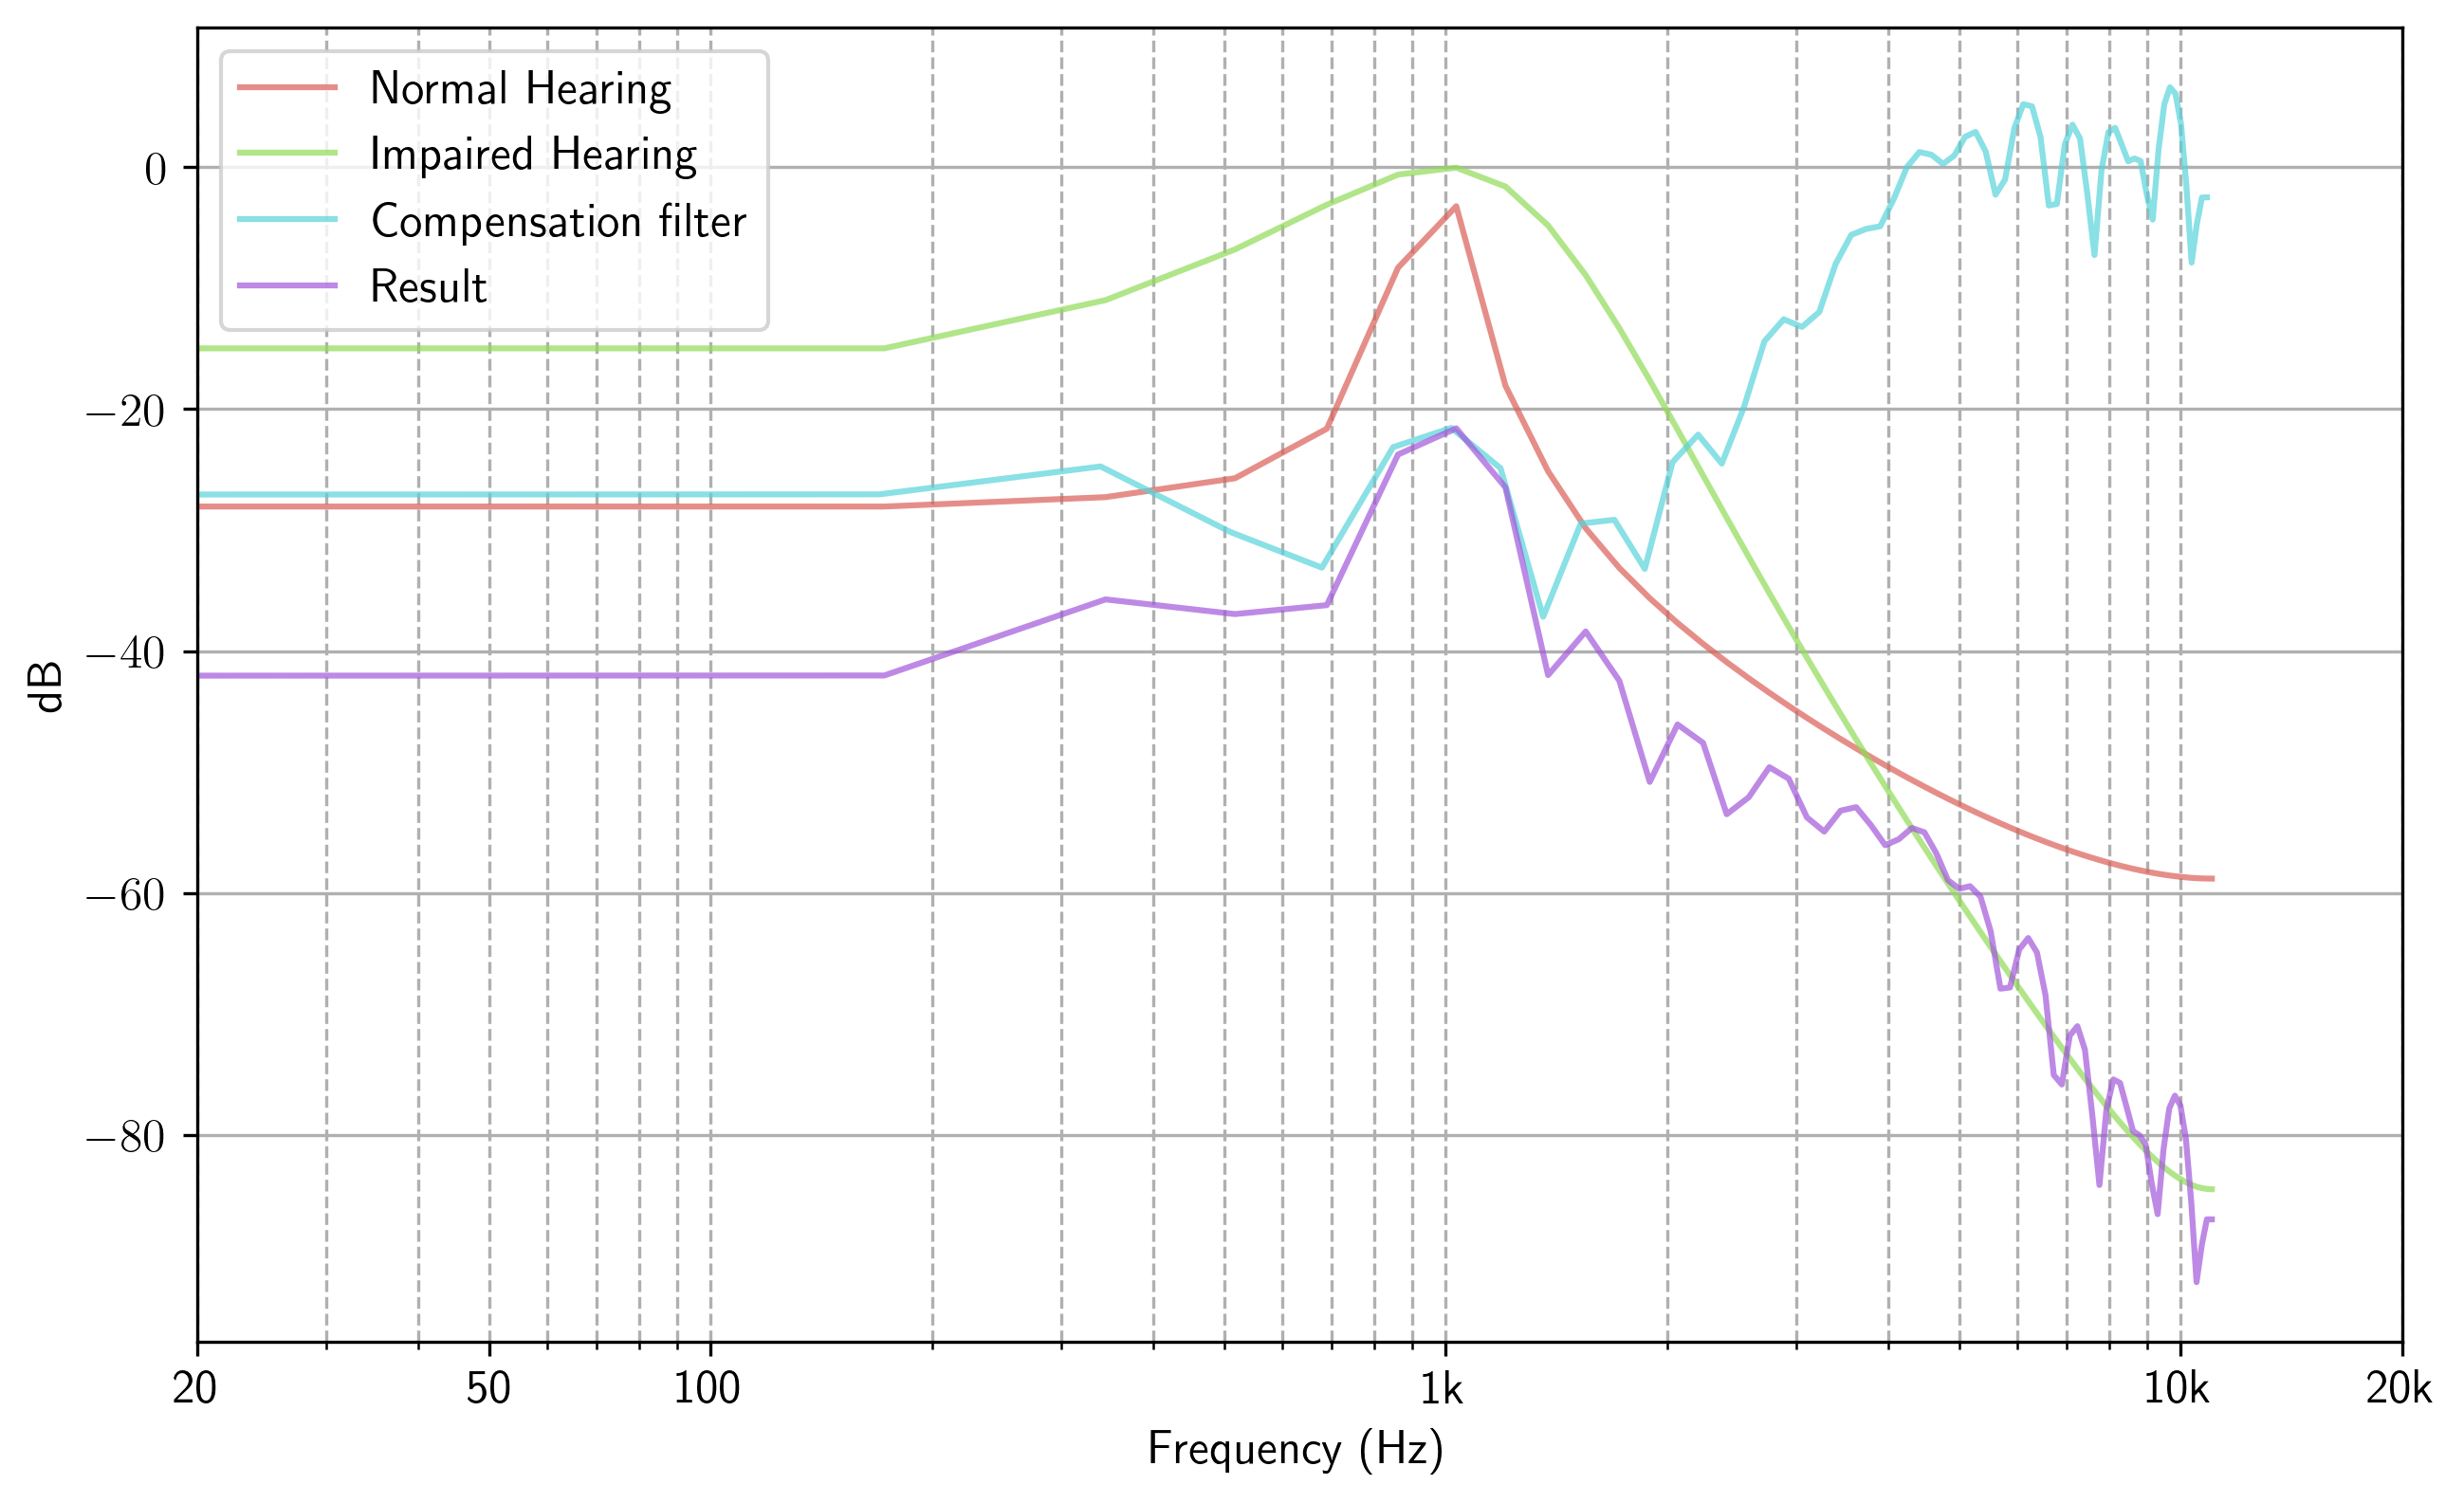 Normal Hearing
Impaired Hearing
Compensation filter
Result
0
−20
−40
−60
−80
dB
20 50 100 1k 10k 20k
Frequency (Hz)